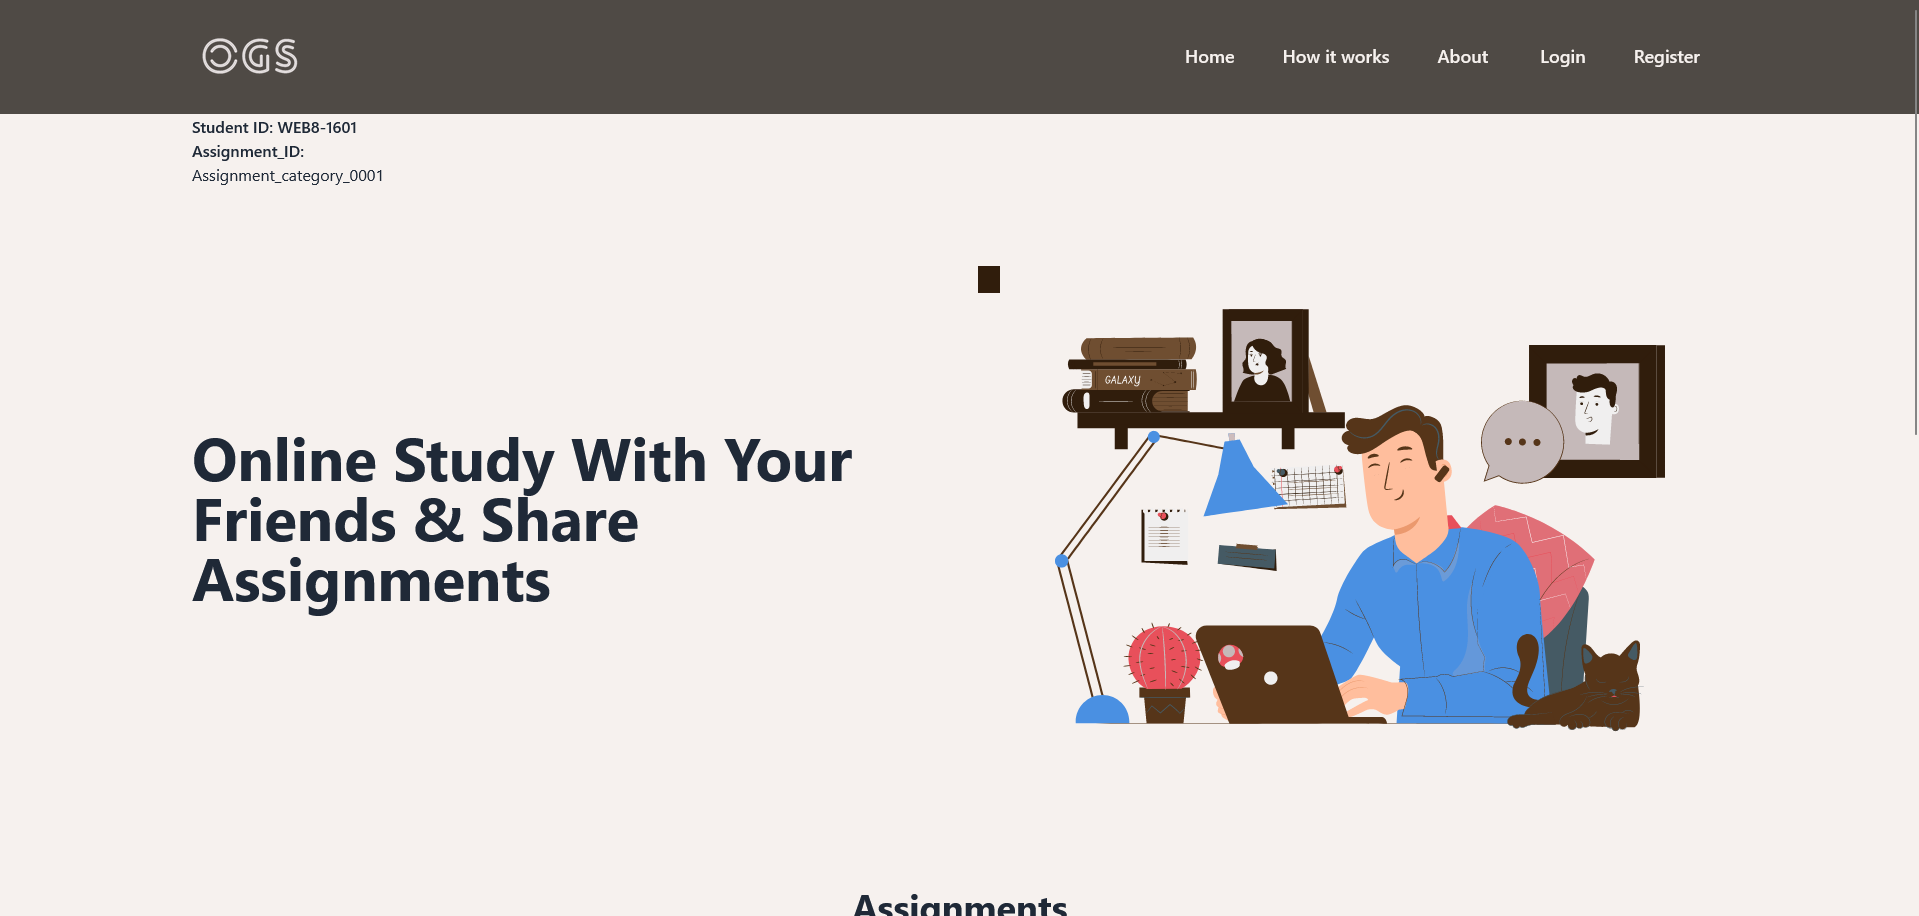 OGS
Home
How it works
About
Login
Register
Student ID: WEB8-1601
Assignment_ID:
Assignment_category_0001
GALAXY
Online Study With Your
Friends & Share
Assignments
Assignments